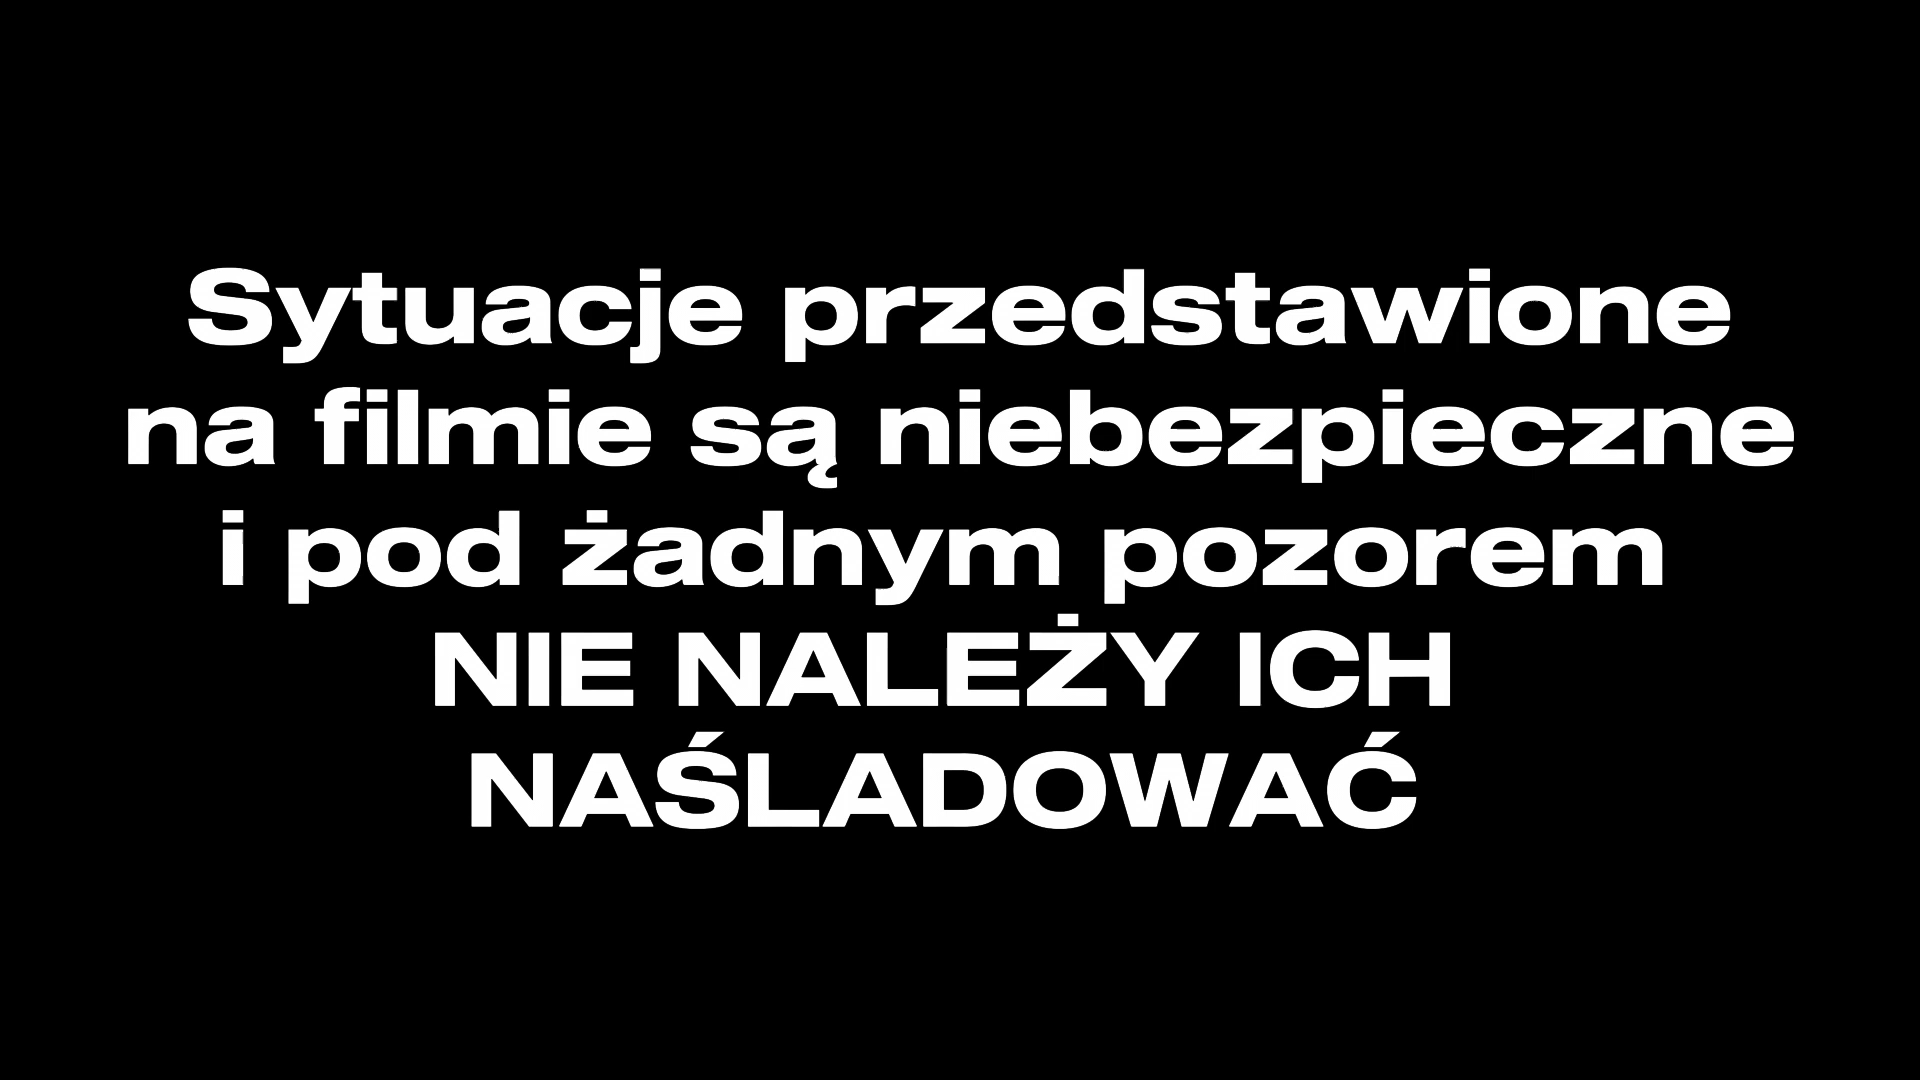 Sytuacje przedstawione
na filmie są niebezpieczne
i pod żadnym pozorem
NIE NALEŻY ICH
NAŚLADOWAĆ